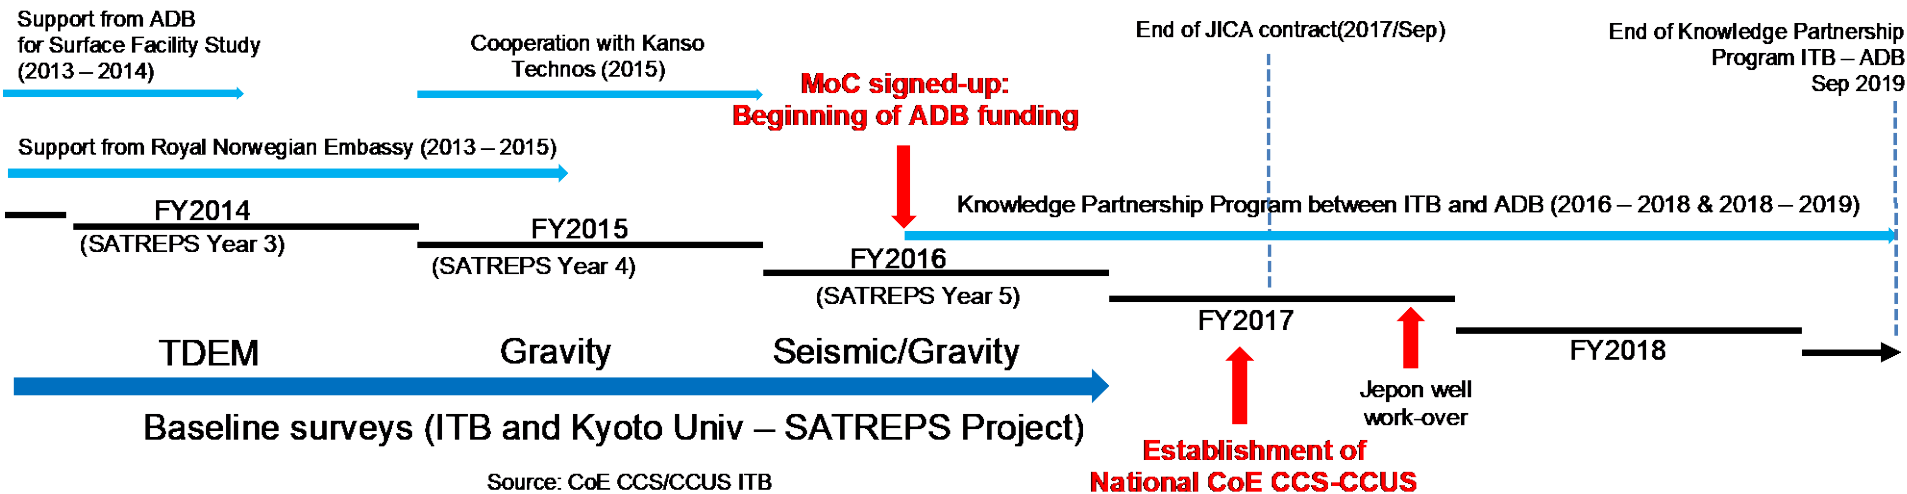 Support from ADB
for Surface Facility Study
(2013 – 2014)
Cooperation with Kanso
Technos (2015)
MoC signed-up:
Beginning of ADB funding
End of JICA contract(2017/Sep)
End of Knowledge Partnership
Program ITB – ADB
Sep 2019
Support from Royal Norwegian Embassy (2013 – 2015)
Knowledge Partnership Program between ITB and ADB (2016 – 2018 & 2018 – 2019)
FY2014
(SATREPS Year 3)
FY2015
(SATREPS Year 4)
FY2016
(SATREPS Year 5)
FY2017
FY2018
TDEM
Gravity
Seismic/Gravity
Baseline surveys (ITB and Kyoto Univ – SATREPS Project)
Jepon well
work-over
Establishment of
National CoE CCS-CCUS
Source: CoE CCS/CCUS ITB